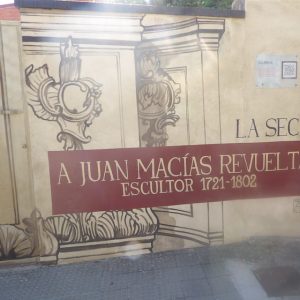 LA SEC
A JUAN MACÍAS REVUELTA
ESCULTOR 1721-1802